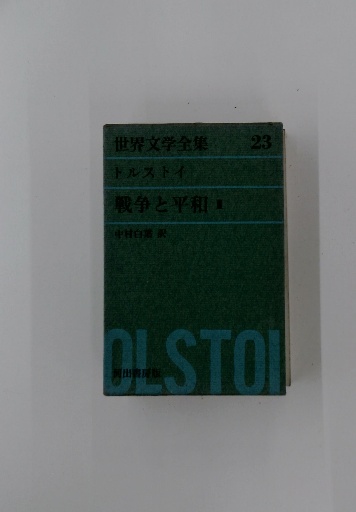 世界文学全集 23
トルストイ
戦争と平和 III
中村白葉 訳
OLSTOI
河出書房版